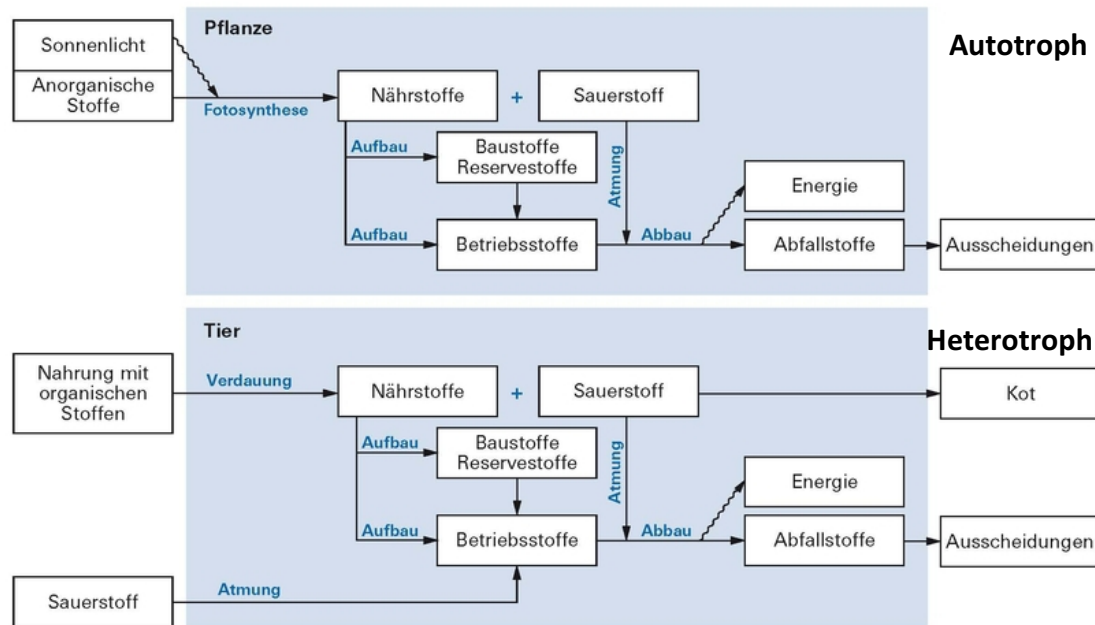 Pflanze
Autotroph
Sonnenlicht
Anorganische
Stoffe
Fotosynthese
Nährstoffe
+
Sauerstoff
Aufbau
Baustoffe
Reservestoffe
Atmung
Energie
Aufbau
Betriebsstoffe
Abbau
Abfallstoffe
Ausscheidungen
Tier
Heterotroph
Nahrung mit
organischen
Stoffen
Verdauung
Nährstoffe
+
Sauerstoff
Kot
Aufbau
Baustoffe
Reservestoffe
Atmung
Energie
Aufbau
Betriebsstoffe
Abbau
Abfallstoffe
Ausscheidungen
Sauerstoff
Atmung